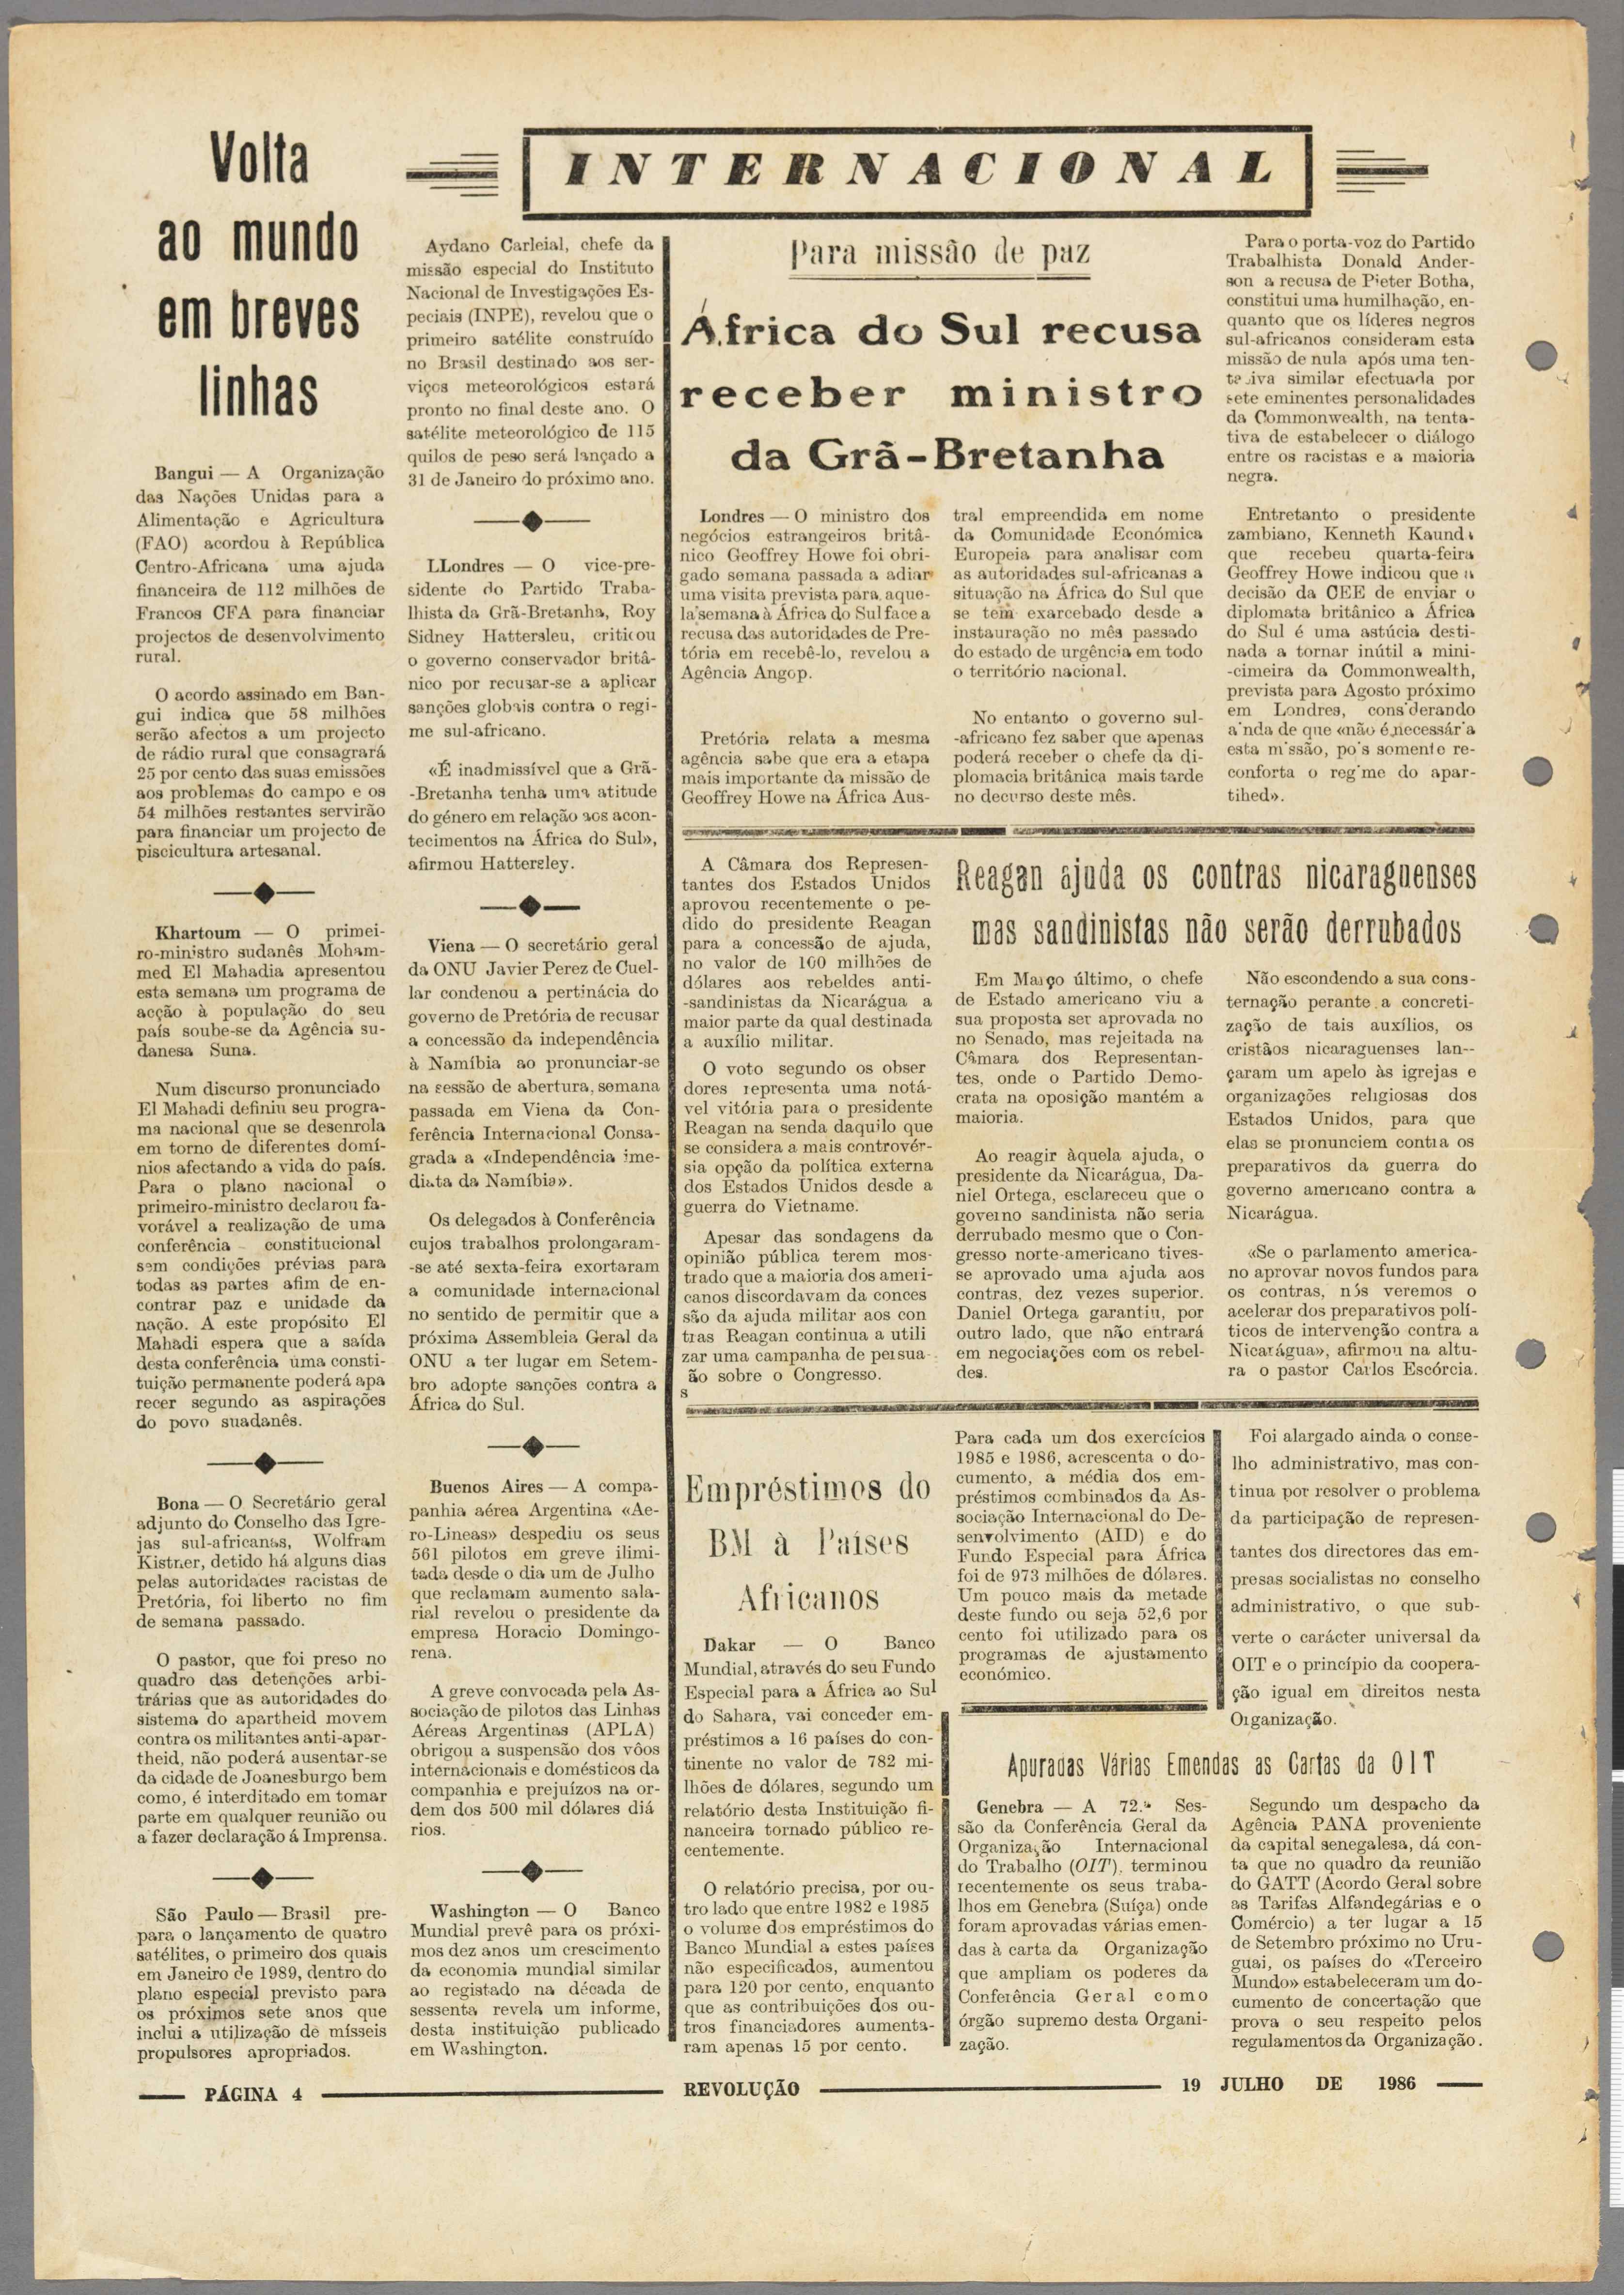 INTERNACIONAL
Volta
ao mundo
em breves
linhas
Bangui — A Organização
das Nações Unidas para a
Alimentação e Agricultura
(FAO) acordou à República
Centro-Africana uma ajuda
financeira de 112 milhões de
Francos CFA para financiar
projectos de desenvolvimento
rural.
O acordo assinado em Ban-
gui indica que 58 milhões
serão afectos a um projecto
de rádio rural que consagrará
25 por cento das suas emissões
aos problemas do campo e os
54 milhões restantes servirão
para financiar um projecto de
piscicultura artesanal.
Khartoum — O primei-
ro-ministro sudanês Moham-
med El Mahadia apresentou
esta semana um programa de
acção à população do seu
país soube-se da Agência su-
danesa Suna.
Num discurso pronunciado
El Mahadi definiu seu progra-
ma nacional que se desenrola
em torno de diferentes domí-
nios afectando a vida do país.
Para o plano nacional o
primeiro-ministro declarou fa-
vorável a realização de uma
conferência - constitucional
sem condições prévias para
todas as partes afim de en-
contrar paz e unidade da
nação. A este propósito El
Mahadi espera que a saída
desta conferência uma consti-
tuição permanente poderá apa
recer segundo as aspirações
do povo suadanês.
Bona — O Secretário geral
adjunto do Conselho das Igre-
jas sul-africanas, Wolfram
Kistner, detido há alguns dias
pelas autoridades racistas de
Pretória, foi liberto no fim
de semana passado.
O pastor, que foi preso no
quadro das detenções arbi-
trárias que as autoridades do
sistema do apartheid movem
contra os militantes anti-apar-
theid, não poderá ausentar-se
da cidade de Joanesburgo bem
como, é interditado em tomar
parte em qualquer reunião ou
a fazer declaração á Imprensa.
São Paulo — Brasil pre-
para o lançamento de quatro
satélites, o primeiro dos quais
em Janeiro de 1989, dentro do
plano especial previsto para
os próximos sete anos que
inclui a utilização de mísseis
propulsores apropriados.
Aydano Carleial, chefe da
missão especial do Instituto
Nacional de Investigações Es-
peciais (INPE), revelou que o
primeiro satélite construído
no Brasil destinado aos ser-
viços meteorológicos estará
pronto no final deste ano. O
satélite meteorológico de 115
quilos de peso será lançado a
31 de Janeiro do próximo ano.
LLondres — O vice-pre-
sidente do Partido Traba-
lhista da Grã-Bretanha, Roy
Sidney Hattersleu, criticou
o governo conservador britâ-
nico por recusar-se a aplicar
sanções globais contra o regi-
me sul-africano.
«É inadmissível que a Grã-
-Bretanha tenha uma atitude
do género em relação aos acon-
tecimentos na África do Sul»,
afirmou Hattersley.
Viena — O secretário geral
da ONU Javier Perez de Cuel-
lar condenou a pertinácia do
governo de Pretória de recusar
a concessão da independência
à Namíbia ao pronunciar-se
na sessão de abertura, semana
passada em Viena da Con-
ferência Internacional Consa-
grada a «Independência ime-
diata da Namíbia».
Os delegados à Conferência
cujos trabalhos prolongaram-
-se até sexta-feira exortaram
a comunidade internacional
no sentido de permitir que a
próxima Assembleia Geral da
ONU a ter lugar em Setem-
bro adopte sanções contra a
África do Sul.
Buenos Aires — A compa-
panhia aérea Argentina «Ae-
ro-Lineas» despediu os seus
561 pilotos em greve ilimi-
tada desde o dia um de Julho
que reclamam aumento sala-
rial revelou o presidente da
empresa Horacio Domingo-
rena.
A greve convocada pela As-
sociação de pilotos das Linhas
Aéreas Argentinas (APLA)
obrigou a suspensão dos vôos
internacionais e domésticos da
companhia e prejuízos na or-
dem dos 500 mil dólares diá
rios.
Washington — O Banco
Mundial prevê para os próxi-
mos dez anos um crescimento
da economia mundial similar
ao registado na década de
sessenta revela um informe,
desta instituição publicado
em Washington.
Para missão de paz
África do Sul recusa
receber ministro
da Grã-Bretanha
Londres — O ministro dos
negócios estrangeiros britâ-
nico Geoffrey Howe foi obri-
gado semana passada a adiar
uma visita prevista para aque-
la semana à África do Sul face a
recusa das autoridades de Pre-
tória em recebê-lo, revelou a
Agência Angop.
Pretória relata a mesma
agência sabe que era a etapa
mais importante da missão de
Geoffrey Howe na África Aus-
tral empreendida em nome
da Comunidade Económica
Europeia para analisar com
as autoridades sul-africanas a
situação na África do Sul que
se tem exarcebado desde a
instauração no mês passado
do estado de urgência em todo
o território nacional.
No entanto o governo sul-
-africano fez saber que apenas
poderá receber o chefe da di-
plomacia britânica mais tarde
no decurso deste mês.
Para o porta-voz do Partido
Trabalhista Donald Ander-
son a recusa de Pieter Botha,
constitui uma humilhação, en-
quanto que os líderes negros
sul-africanos consideram esta
missão de nula após uma ten-
tativa similar efectuada por
sete eminentes personalidades
da Commonwealth, na tenta-
tiva de estabelecer o diálogo
entre os racistas e a maioria
negra.
Entretanto o presidente
zambiano, Kenneth Kaunda
que recebeu quarta-feira
Geoffrey Howe indicou que a
decisão da CEE de enviar o
diplomata britânico a África
do Sul é uma astúcia desti-
nada a tornar inútil a mini-
-cimeira da Commonwealth,
prevista para Agosto próximo
em Londres, considerando
ainda de que «não é necessária
esta missão, pois somente re-
conforta o regime do apar-
tihed».
Reagan ajuda os contras nicaraguenses
mas sandinistas não serão derrubados
A Câmara dos Represen-
tantes dos Estados Unidos
aprovou recentemente o pe-
dido do presidente Reagan
para a concessão de ajuda,
no valor de 100 milhões de
dólares aos rebeldes anti-
-sandinistas da Nicarágua a
maior parte da qual destinada
a auxílio militar.
O voto segundo os obser
dores representa uma notá-
vel vitória para o presidente
Reagan na senda daquilo que
se considera a mais controvér-
sia opção da política externa
dos Estados Unidos desde a
guerra do Vietname.
Apesar das sondagens da
opinião pública terem mos-
trado que a maioria dos ameri-
canos discordavam da conces
são da ajuda militar aos con
tras Reagan continua a utili
zar uma campanha de persua-
ão sobre o Congresso.
s
Em Março último, o chefe
de Estado americano viu a
sua proposta ser aprovada no
no Senado, mas rejeitada na
Câmara dos Representan-
tes, onde o Partido Demo-
crata na oposição mantém a
maioria.
Ao reagir àquela ajuda, o
presidente da Nicarágua, Da-
niel Ortega, esclareceu que o
governo sandinista não seria
derrubado mesmo que o Con-
gresso norte-americano tives-
se aprovado uma ajuda aos
contras, dez vezes superior.
Daniel Ortega garantiu, por
outro lado, que não entrará
em negociações com os rebel-
des.
Não escondendo a sua cons-
ternação perante a concreti-
zação de tais auxílios, os
cristãos nicaraguenses lan--
çaram um apelo às igrejas e
organizações religiosas dos
Estados Unidos, para que
elas se pronunciem contra os
preparativos da guerra do
governo americano contra a
Nicarágua.
«Se o parlamento america-
no aprovar novos fundos para
os contras, nós veremos o
acelerar dos preparativos polí-
ticos de intervenção contra a
Nicarágua», afirmou na altu-
ra o pastor Carlos Escórcia.
Empréstimos do
BM à Países
Africanos
Dakar — O Banco
Mundial, através do seu Fundo
Especial para a África ao Sul
do Sahara, vai conceder em-
préstimos a 16 países do con-
tinente no valor de 782 mi-
lhões de dólares, segundo um
relatório desta Instituição fi-
nanceira tornado público re-
centemente.
O relatório precisa, por ou-
tro lado que entre 1982 e 1985
o volume dos empréstimos do
Banco Mundial a estes países
não especificados, aumentou
para 120 por cento, enquanto
que as contribuições dos ou-
tros financiadores aumenta-
ram apenas 15 por cento.
Para cada um dos exercícios
1985 e 1986, acrescenta o do-
cumento, a média dos em-
préstimos combinados da As-
sociação Internacional do De-
senvolvimento (AID) e do
Fundo Especial para África
foi de 973 milhões de dólares.
Um pouco mais da metade
deste fundo ou seja 52,6 por
cento foi utilizado para os
programas de ajustamento
económico.
Foi alargado ainda o conse-
lho administrativo, mas con-
tinua por resolver o problema
da participação de represen-
tantes dos directores das em-
presas socialistas no conselho
administrativo, o que sub-
verte o carácter universal da
OIT e o princípio da coopera-
ção igual em direitos nesta
Organização.
Apuradas Várias Emendas as Cartas da OIT
Genebra — A 72.ª Ses-
são da Conferência Geral da
Organização Internacional
do Trabalho (OIT), terminou
recentemente os seus traba-
lhos em Genebra (Suíça) onde
foram aprovadas várias emen-
das à carta da Organização
que ampliam os poderes da
Conferência Geral como
órgão supremo desta Organi-
zação.
Segundo um despacho da
Agência PANA proveniente
da capital senegalesa, dá con-
ta que no quadro da reunião
do GATT (Acordo Geral sobre
as Tarifas Alfandegárias e o
Comércio) a ter lugar a 15
de Setembro próximo no Uru-
guai, os países do «Terceiro
Mundo» estabeleceram um do-
cumento de concertação que
prova o seu respeito pelos
regulamentos da Organização.
PÁGINA 4 REVOLUÇÃO 19 JULHO DE 1986